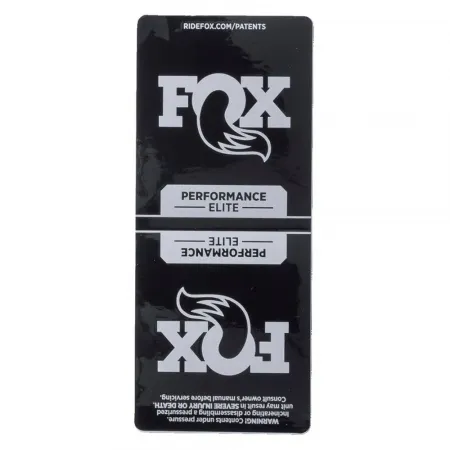 RIDEFOX.COM/PATENTS
FOX
PERFORMANCE
ELITE
PERFORMANCE
ELITE
FOX
WARNING! Contents under pressure.
Incinerating or disassembling a pressurized
unit may result in SEVERE INJURY OR DEATH.
Consult owner's manual before servicing.